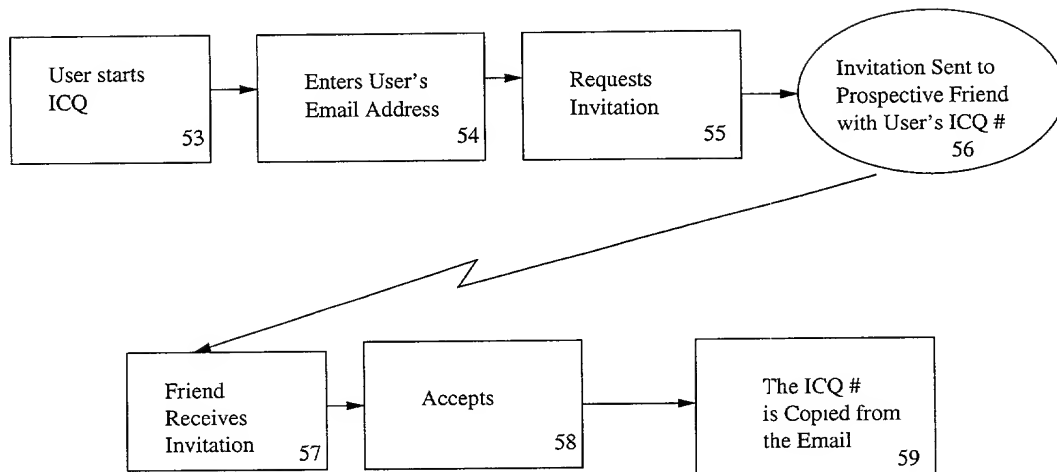 User starts
ICQ
53
Enters User's
Email Address
54
Requests
Invitation
55
Invitation Sent to
Prospective Friend
with User's ICQ #
56
Friend
Receives
Invitation
57
Accepts
58
The ICQ #
is Copied from
the Email
59